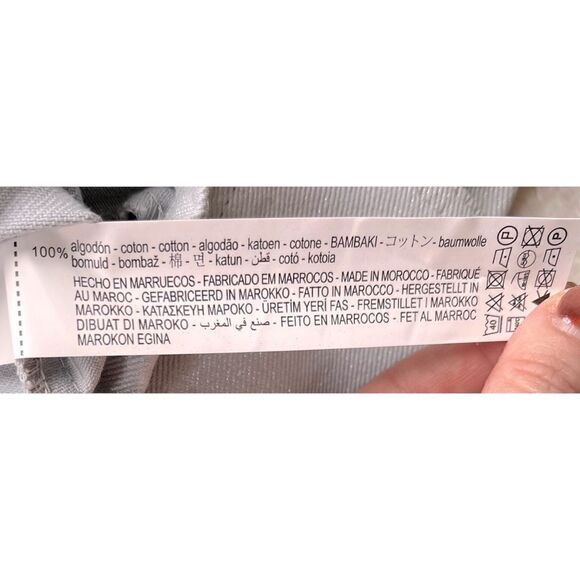 100% algodón - coton - cotton - algodão - katoen - cotone - BAMBAKI - コットン - baumwolle
bomuld - bombaž - 棉 - 면 - katun - قطن - cotó - kotoia
HECHO EN MARRUECOS - FABRICADO EM MARROCOS - MADE IN MOROCCO - FABRIQUÉ
AU MAROC - GEFABRICEERD IN MAROKKO - FATTO IN MAROCCO - HERGESTELLT IN
MAROKKO - ΚΑΤΑΣΚΕΥΗ ΜΑΡΟΚΟ - ÜRETİM YERİ FAS - FREMSTILLET I MAROKKO
DIBUAT DI MAROKO - صنع في المغرب - FEITO EN MARROCOS - FET AL MARROC
MAROKON EGINA
P P
40